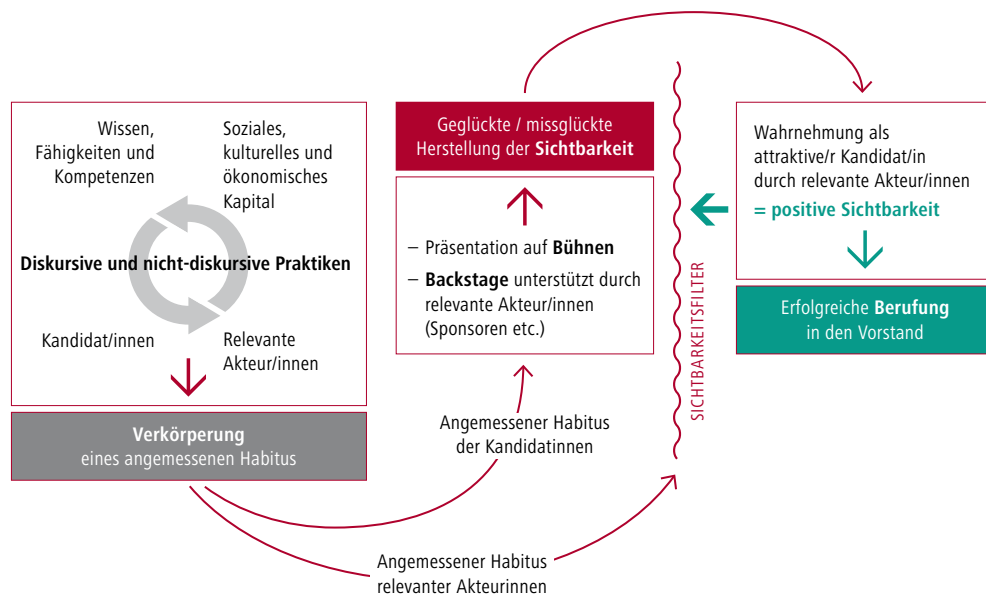 Wissen,
Fähigkeiten und
Kompetenzen
Soziales,
kulturelles und
ökonomisches
Kapital
Diskursive und nicht-diskursive Praktiken
Kandidat/innen
Relevante
Akteur/innen
Verkörperung
eines angemessenen Habitus
Geglückte / missglückte
Herstellung der Sichtbarkeit
– Präsentation auf Bühnen
– Backstage unterstützt durch
relevante Akteur/innen
(Sponsoren etc.)
Angemessener Habitus
der Kandidatinnen
Angemessener Habitus
relevanter Akteurinnen
SICHTBARKEITSFILTER
Wahrnehmung als
attraktive/r Kandidat/in
durch relevante Akteur/innen
= positive Sichtbarkeit
Erfolgreiche Berufung
in den Vorstand